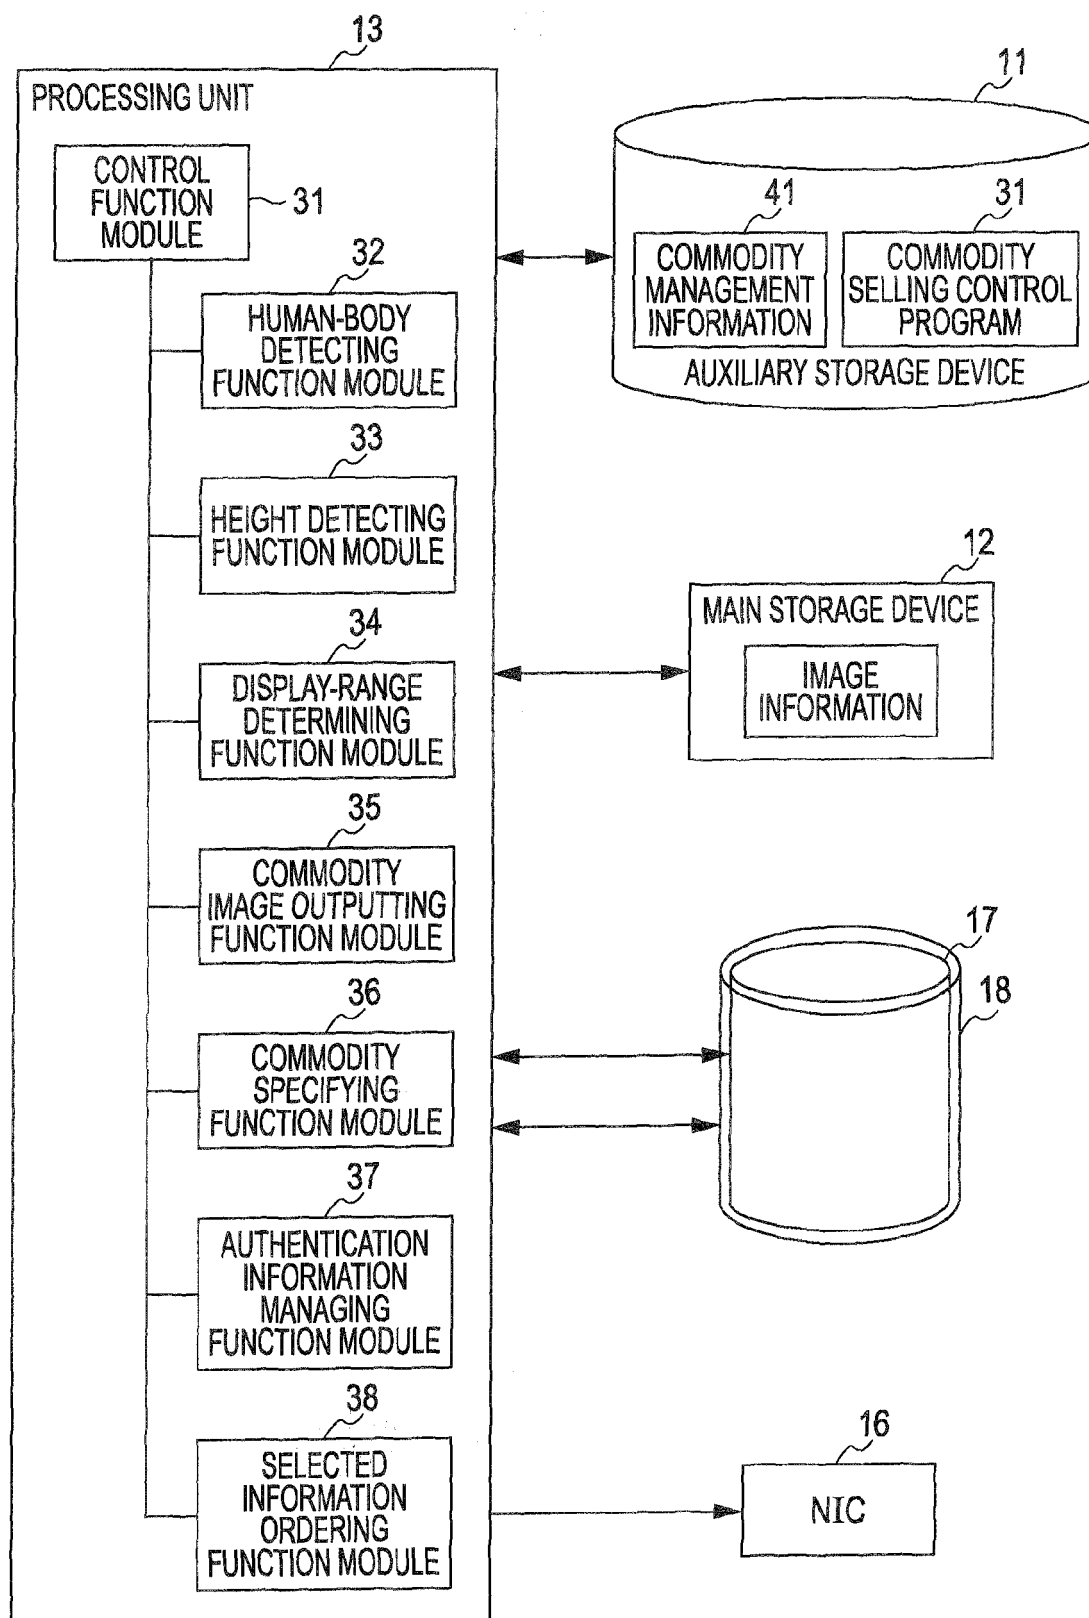 13
PROCESSING UNIT
CONTROL
FUNCTION
MODULE
31
32
HUMAN-BODY
DETECTING
FUNCTION MODULE
33
HEIGHT DETECTING
FUNCTION MODULE
34
DISPLAY-RANGE
DETERMINING
FUNCTION MODULE
35
COMMODITY
IMAGE OUTPUTTING
FUNCTION MODULE
36
COMMODITY
SPECIFYING
FUNCTION MODULE
37
AUTHENTICATION
INFORMATION
MANAGING
FUNCTION MODULE
38
SELECTED
INFORMATION
ORDERING
FUNCTION MODULE
11
41
COMMODITY
MANAGEMENT
INFORMATION
31
COMMODITY
SELLING CONTROL
PROGRAM
AUXILIARY STORAGE DEVICE
12
MAIN STORAGE DEVICE
IMAGE
INFORMATION
17
18
16
NIC